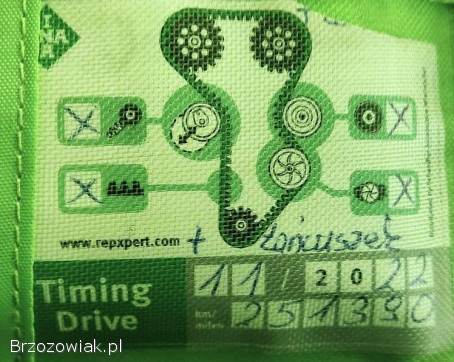 INA
X X
X X
www.repxpert.com + łańcuszek
Timing Drive
11/2022
km/miles 251390
Brzozowiak.pl